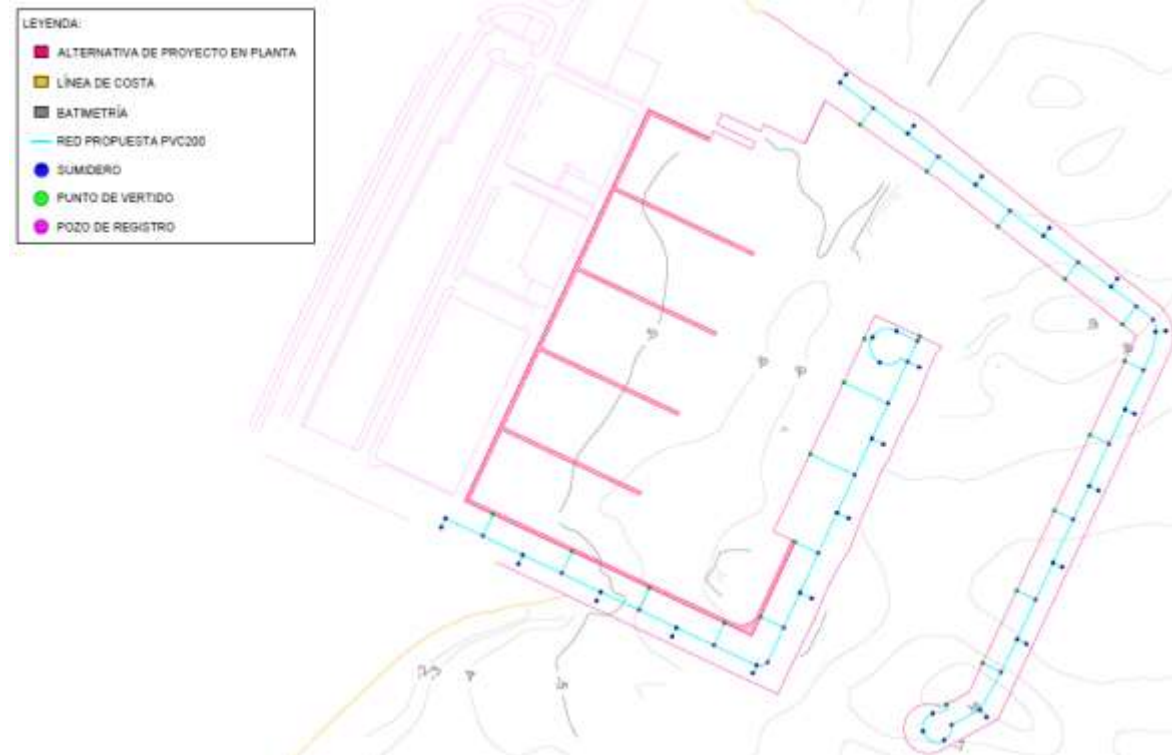 LEYENDA:
ALTERNATIVA DE PROYECTO EN PLANTA
LÍNEA DE COSTA
BATIMETRÍA
RED PROPUESTA PVC200
SUMIDERO
PUNTO DE VERTIDO
POZO DE REGISTRO